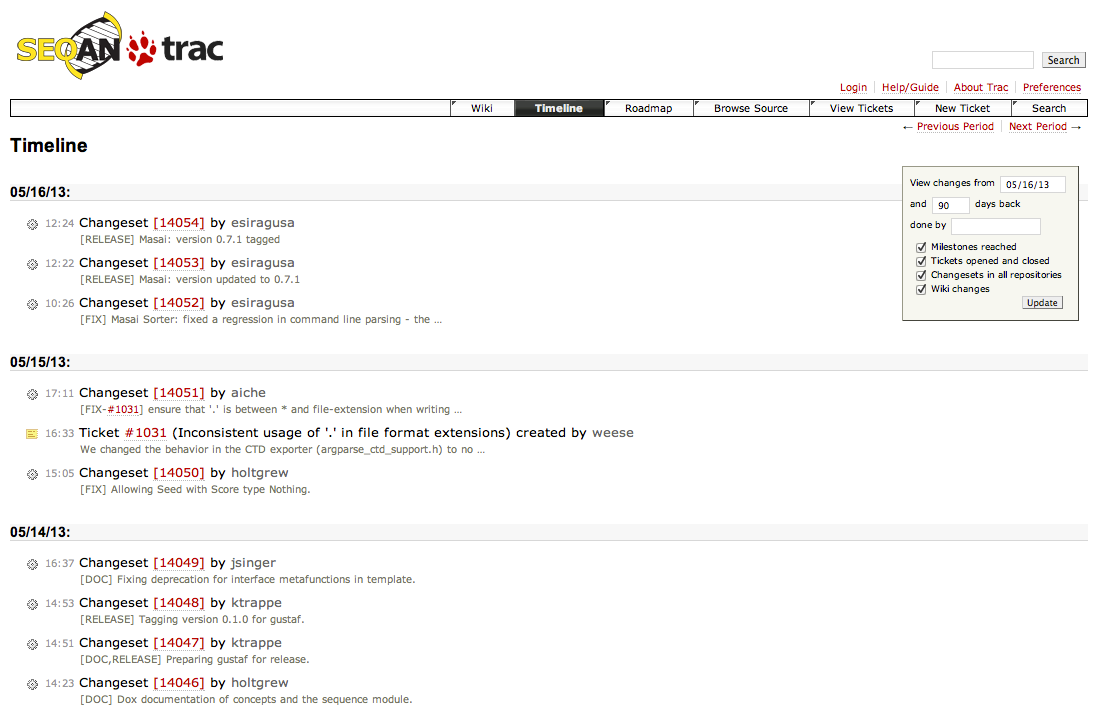 SEQAN trac
Search
Login Help/Guide About Trac Preferences
Wiki Timeline Roadmap Browse Source View Tickets New Ticket Search
← Previous Period Next Period →
Timeline
View changes from 05/16/13
and 90 days back
done by
Milestones reached
Tickets opened and closed
Changesets in all repositories
Wiki changes
Update
05/16/13:
12:24 Changeset [14054] by esiragusa
[RELEASE] Masai: version 0.7.1 tagged
12:22 Changeset [14053] by esiragusa
[RELEASE] Masai: version updated to 0.7.1
10:26 Changeset [14052] by esiragusa
[FIX] Masai Sorter: fixed a regression in command line parsing - the …
05/15/13:
17:11 Changeset [14051] by aiche
[FIX-#1031] ensure that '.' is between * and file-extension when writing …
16:33 Ticket #1031 (Inconsistent usage of '.' in file format extensions) created by weese
We changed the behavior in the CTD exporter (argparse_ctd_support.h) to no …
15:05 Changeset [14050] by holtgrew
[FIX] Allowing Seed with Score type Nothing.
05/14/13:
16:37 Changeset [14049] by jsinger
[DOC] Fixing deprecation for interface metafunctions in template.
14:53 Changeset [14048] by ktrappe
[RELEASE] Tagging version 0.1.0 for gustaf.
14:51 Changeset [14047] by ktrappe
[DOC,RELEASE] Preparing gustaf for release.
14:23 Changeset [14046] by holtgrew
[DOC] Dox documentation of concepts and the sequence module.